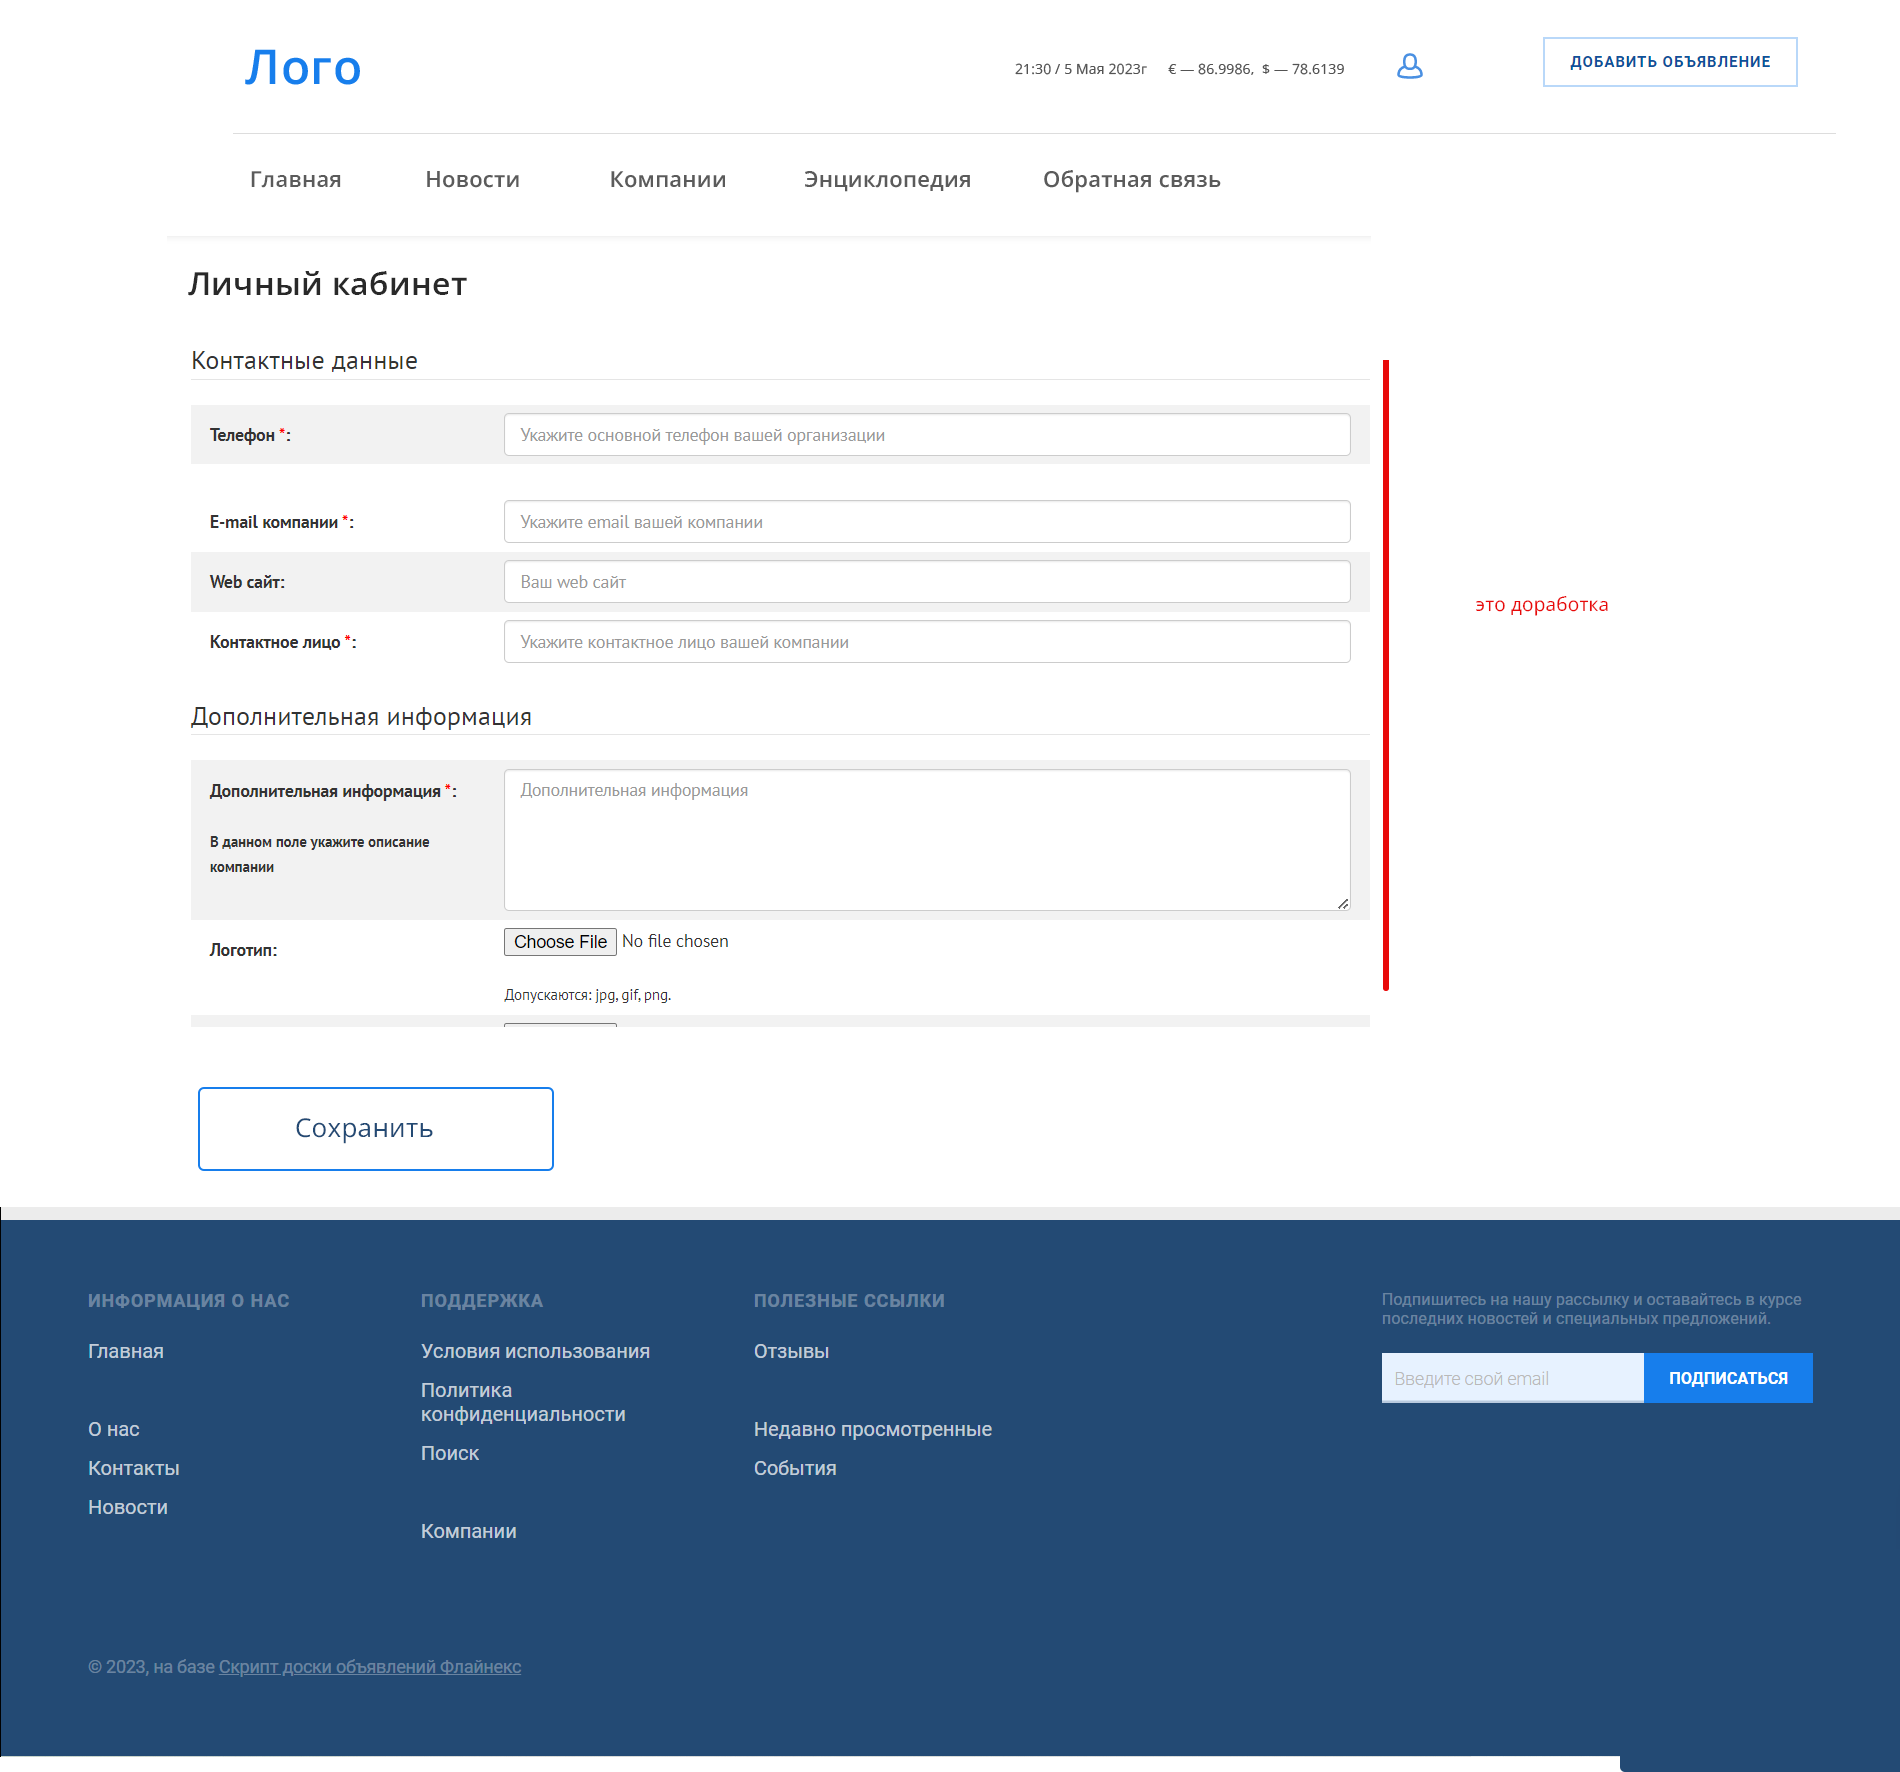 Лого
21:30 / 5 Мая 2023г € — 86.9986, $ — 78.6139
ДОБАВИТЬ ОБЪЯВЛЕНИЕ
Главная Новости Компании Энциклопедия Обратная связь
Личный кабинет
Контактные данные
Телефон *: Укажите основной телефон вашей организации
E-mail компании *: Укажите email вашей компании
Web сайт: Ваш web сайт
это доработка
Контактное лицо *: Укажите контактное лицо вашей компании
Дополнительная информация
Дополнительная информация *: Дополнительная информация
В данном поле укажите описание
компании
Логотип: Choose File No file chosen
Допускаются: jpg, gif, png.
Сохранить
ИНФОРМАЦИЯ О НАС
Главная
О нас
Контакты
Новости
ПОДДЕРЖКА
Условия использования
Политика
конфиденциальности
Поиск
Компании
ПОЛЕЗНЫЕ ССЫЛКИ
Отзывы
Недавно просмотренные
События
Подпишитесь на нашу рассылку и оставайтесь в курсе
последних новостей и специальных предложений.
Введите свой email ПОДПИСАТЬСЯ
© 2023, на базе Скрипт доски объявлений Флайнекс